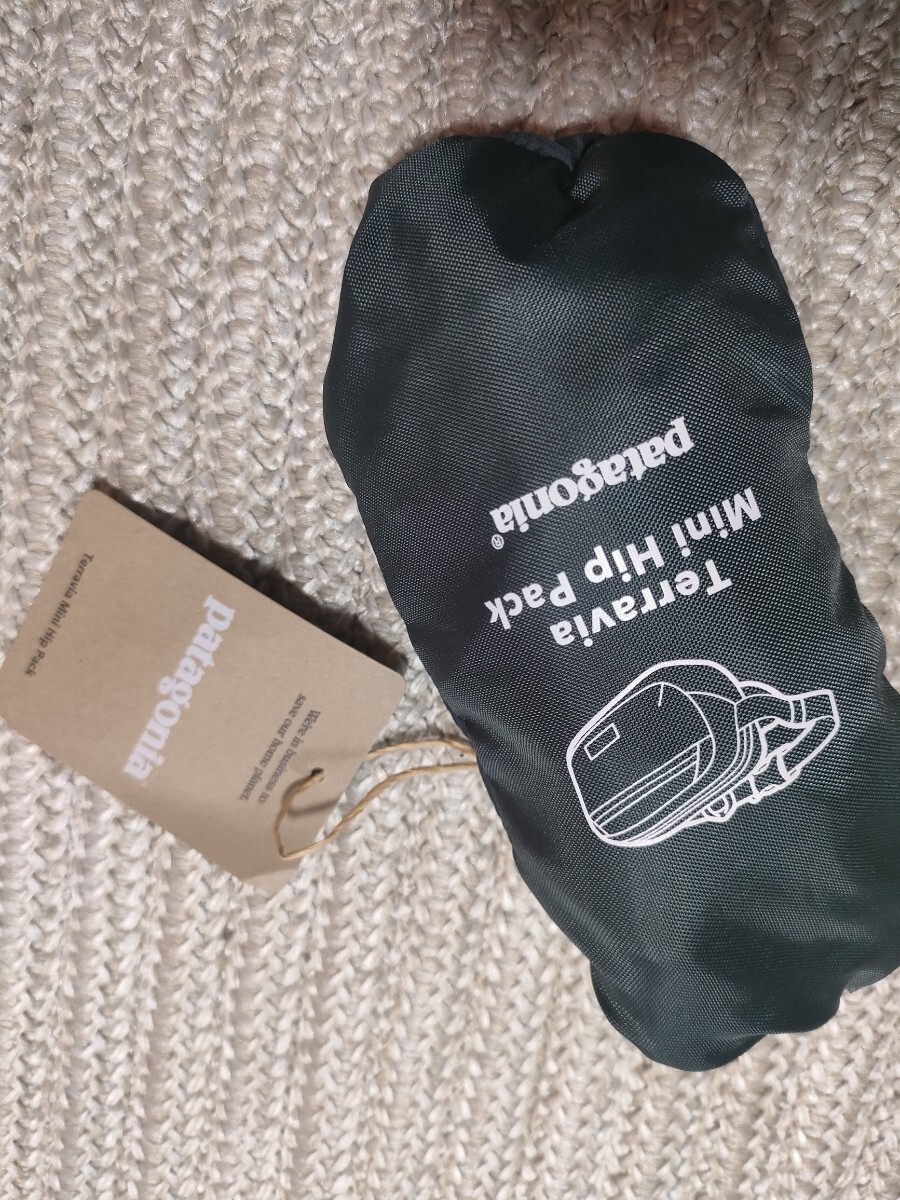 Terravia
Mini Hip Pack
patagonia®
We're in business to
save our home planet.
patagonia
Terravia Mini Hip Pack